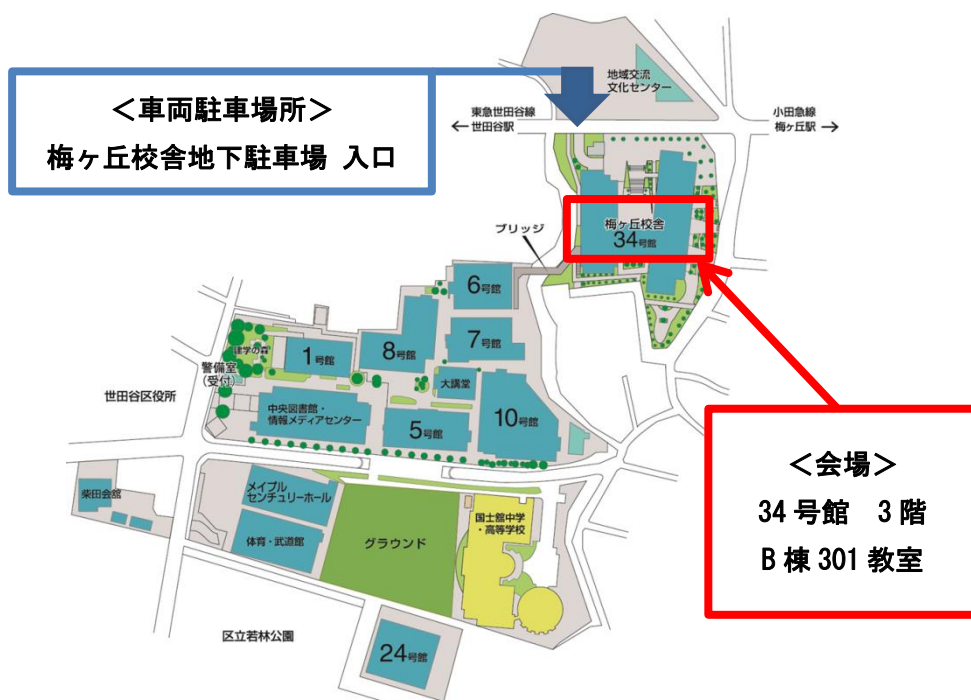 ＜車両駐車場所＞
梅ヶ丘校舎地下駐車場 入口
地域交流
文化センター
東急世田谷線
← 世田谷駅
小田急線
梅ヶ丘駅 →
梅ヶ丘校舎
34号館
ブリッジ
6号館
7号館
8号館
1号館
建学の森
警備室
（受付）
大講堂
世田谷区役所
中央図書館・
情報メディアセンター
5号館
10号館
＜会場＞
34号館　3階
B棟301教室
柴田会館
メイプル
センチュリーホール
体育・武道館
グラウンド
国士舘中学
・高等学校
区立若林公園
24号館